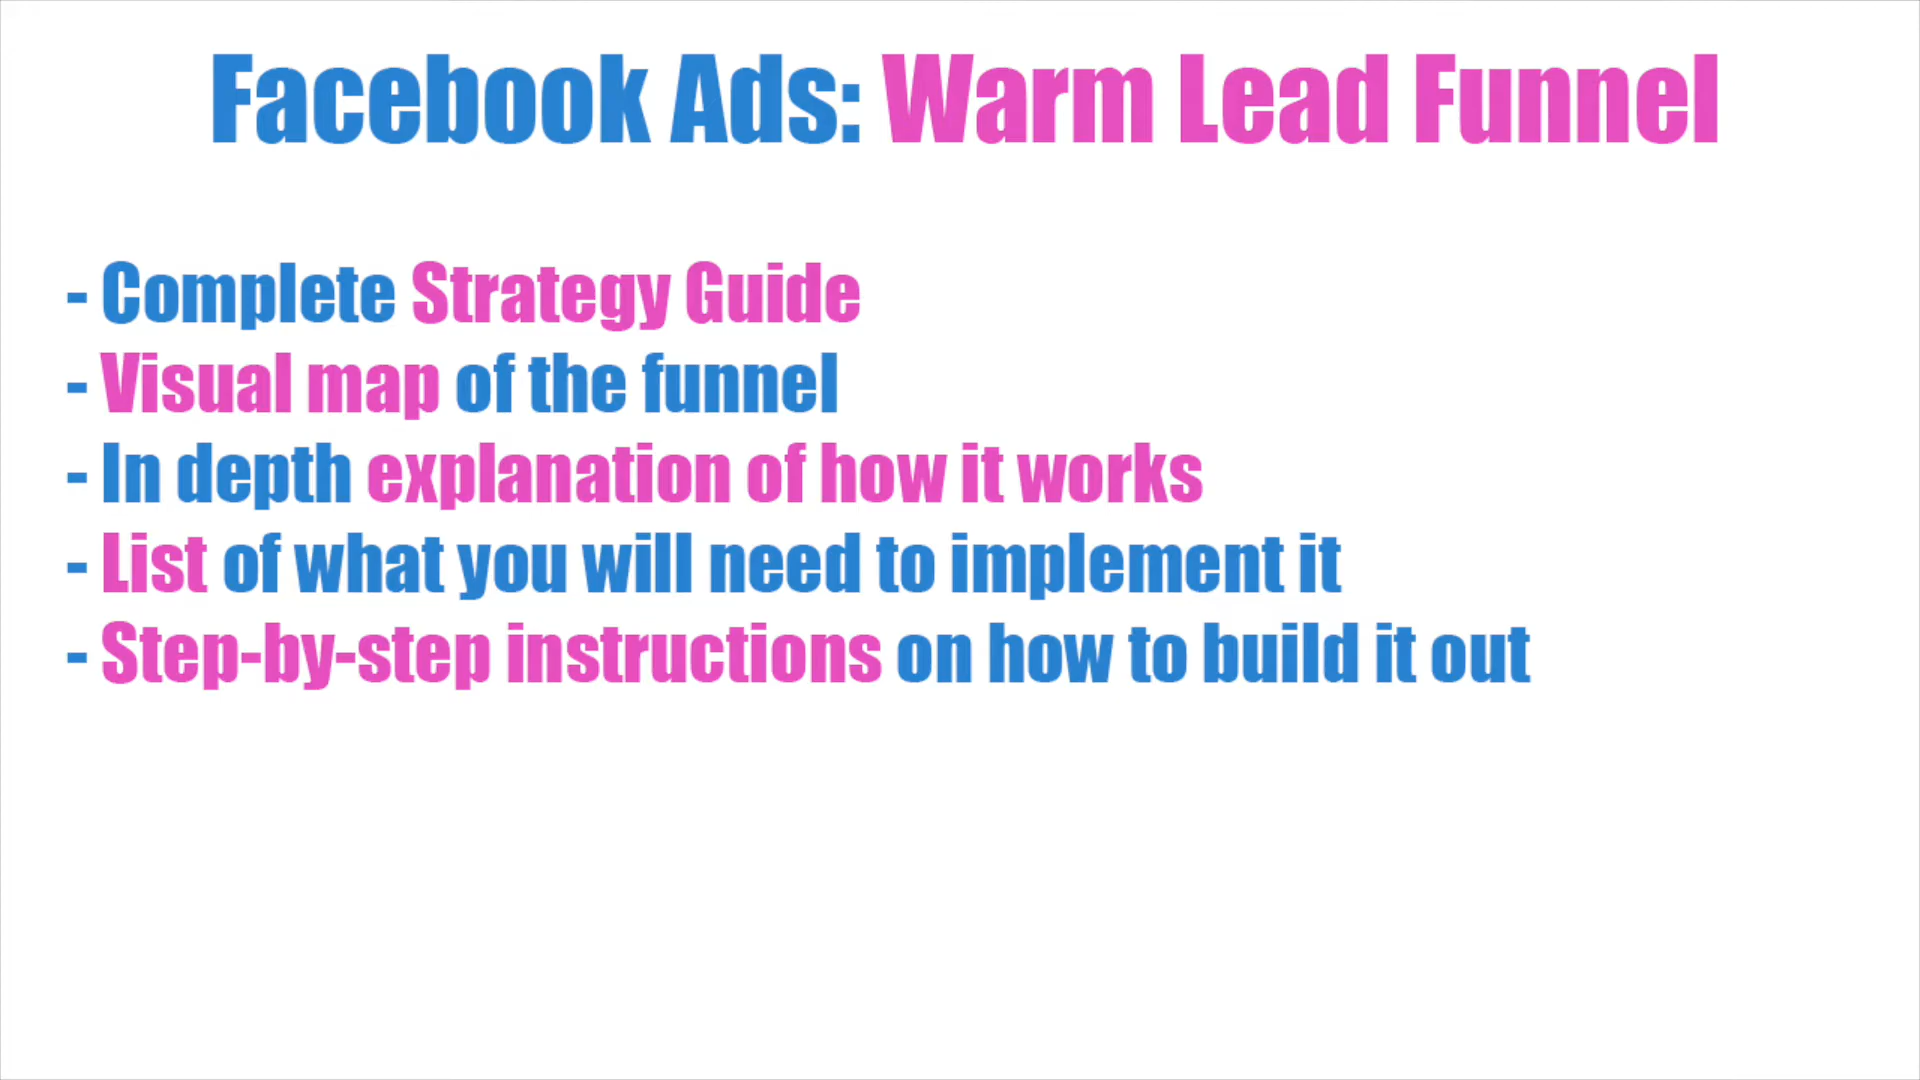 Facebook Ads: Warm Lead Funnel
- Complete Strategy Guide
- Visual map of the funnel
- In depth explanation of how it works
- List of what you will need to implement it
- Step-by-step instructions on how to build it out